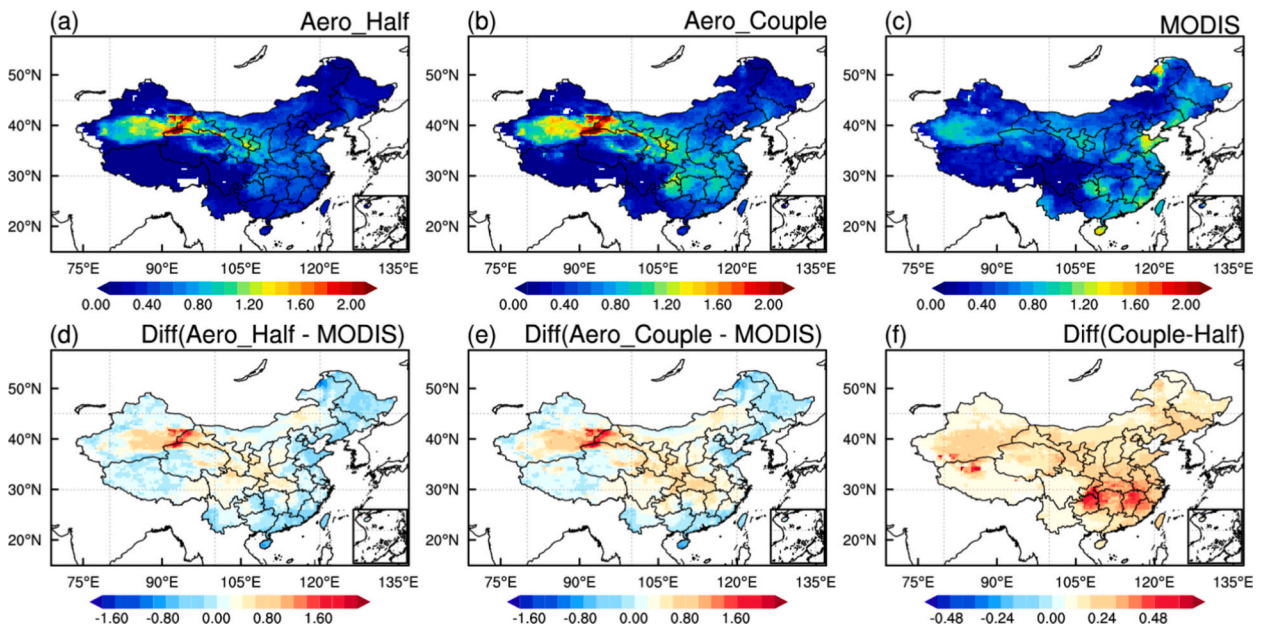 (a) Aero_Half
(b) Aero_Couple
(c) MODIS
50°N
40°N
30°N
20°N
75°E 90°E 105°E 120°E 135°E
0.00 0.40 0.80 1.20 1.60 2.00
50°N
40°N
30°N
20°N
75°E 90°E 105°E 120°E 135°E
0.00 0.40 0.80 1.20 1.60 2.00
50°N
40°N
30°N
20°N
75°E 90°E 105°E 120°E 135°E
0.00 0.40 0.80 1.20 1.60 2.00
(d) Diff(Aero_Half - MODIS)
(e) Diff(Aero_Couple - MODIS)
(f) Diff(Couple-Half)
50°N
40°N
30°N
20°N
75°E 90°E 105°E 120°E 135°E
-1.60 -0.80 0.00 0.80 1.60
50°N
40°N
30°N
20°N
75°E 90°E 105°E 120°E 135°E
-1.60 -0.80 0.00 0.80 1.60
50°N
40°N
30°N
20°N
75°E 90°E 105°E 120°E 135°E
-0.48 -0.24 0.00 0.24 0.48